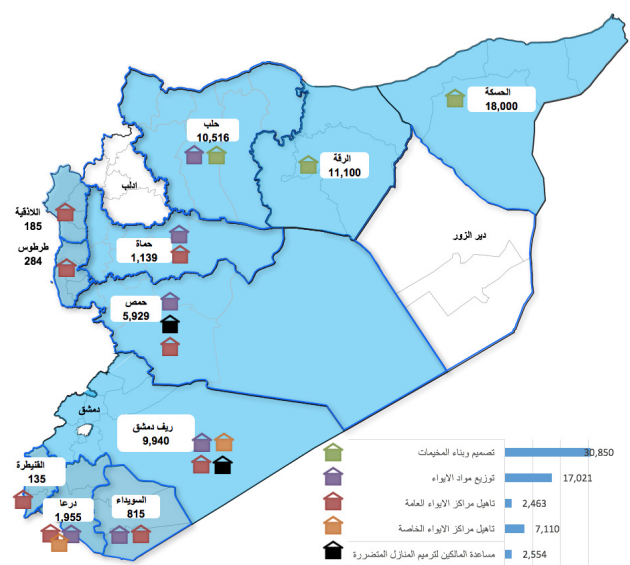 الحسكة
18,000
حلب
10,516
الرقة
11,100
ادلب
اللاذقية
185
دير الزور
حماة
1,139
طرطوس
284
حمص
5,929
دمشق
ريف دمشق
9,940
القنيطرة
135
درعا
1,955
السويداء
815
تصميم وبناء المخيمات
30,850
توزيع مواد الايواء
17,021
تاهيل مراكز الايواء العامة
2,463
تاهيل مراكز الايواء الخاصة
7,110
مساعدة المالكين لترميم المنازل المتضررة
2,554